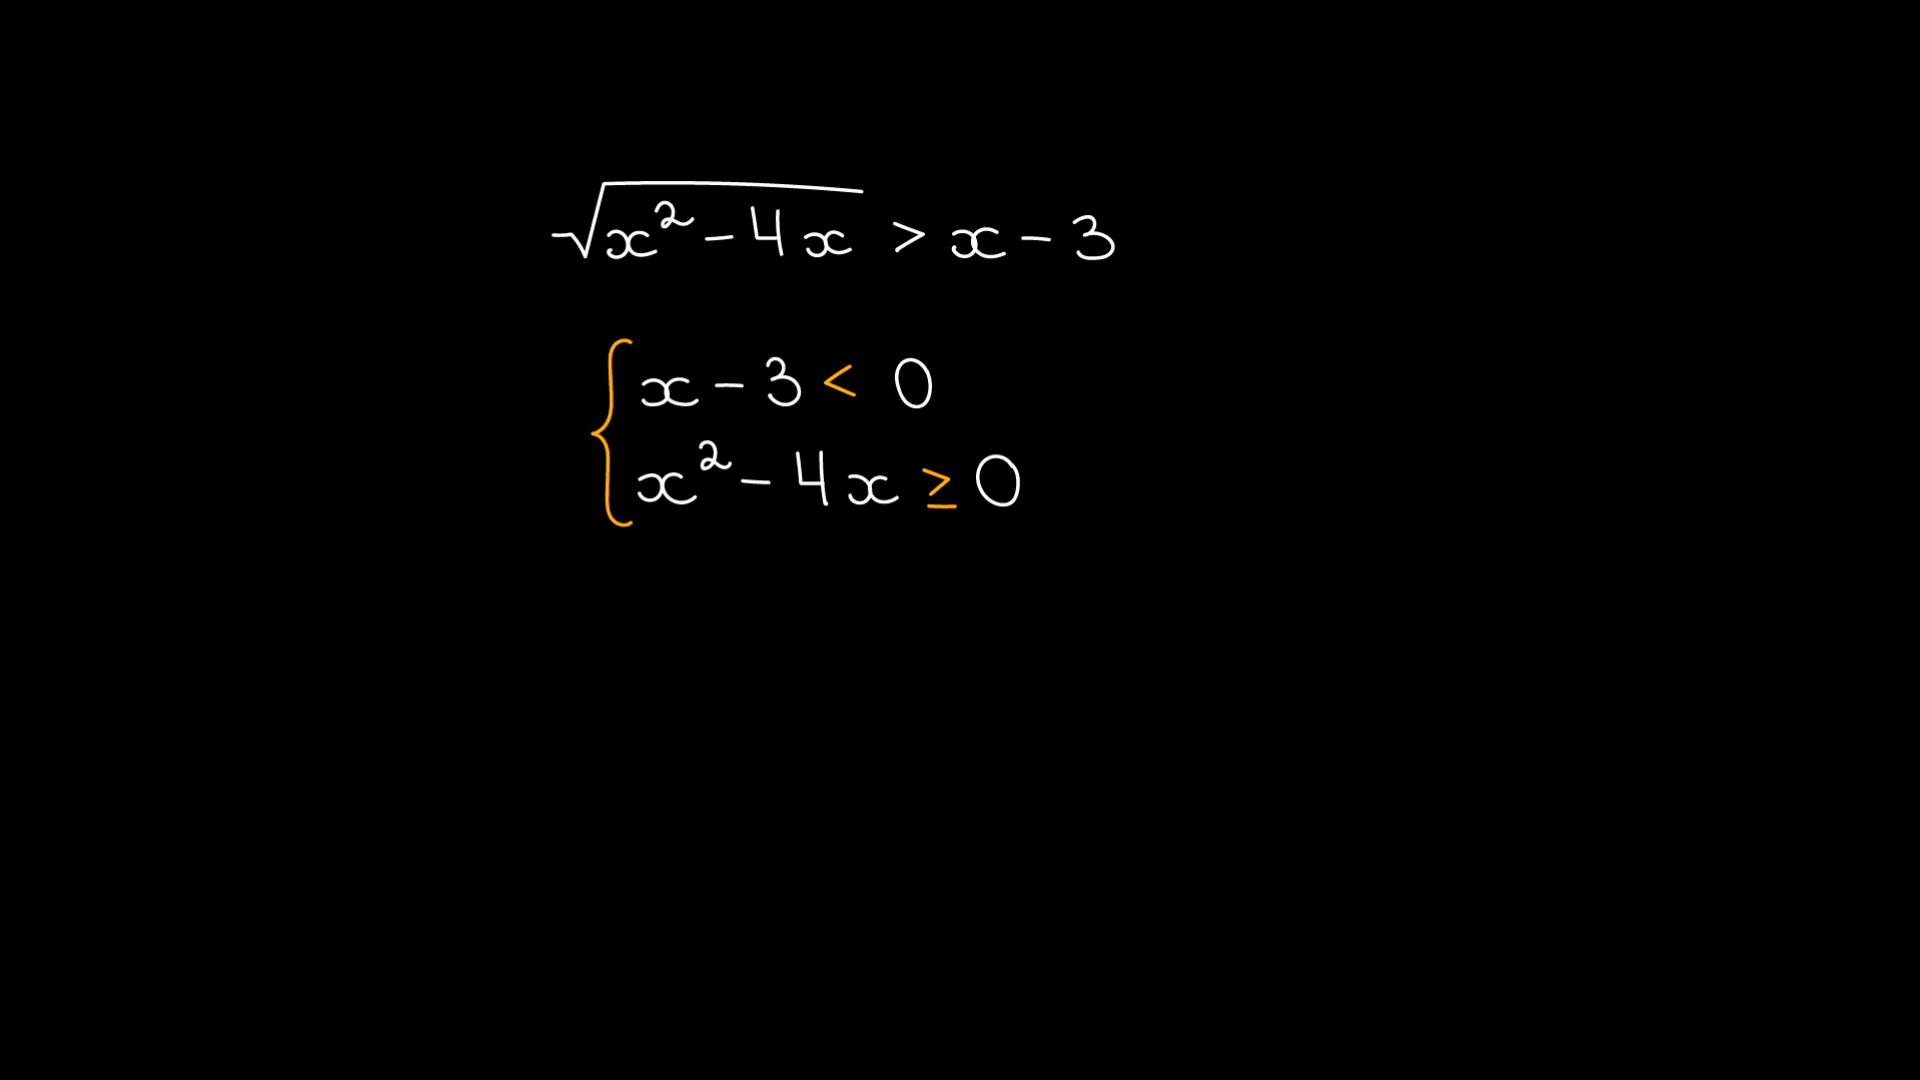 √(x² - 4x) > x - 3
{ x - 3 < 0
x² - 4x ≥ 0